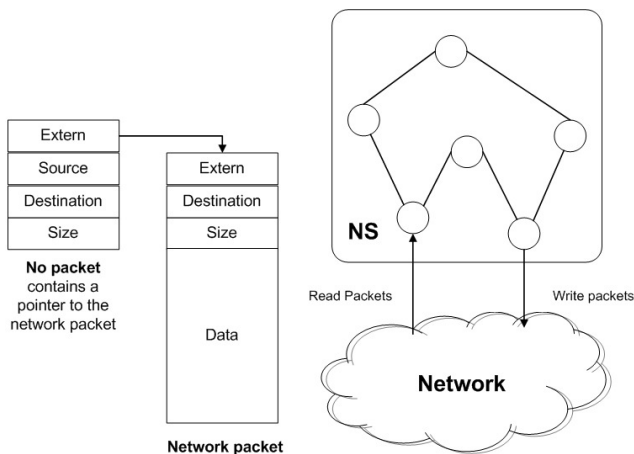 Extern
Source
Destination
Size
No packet
contains a
pointer to the
network packet
Extern
Destination
Size
Data
Network packet
NS
Read Packets
Write packets
Network